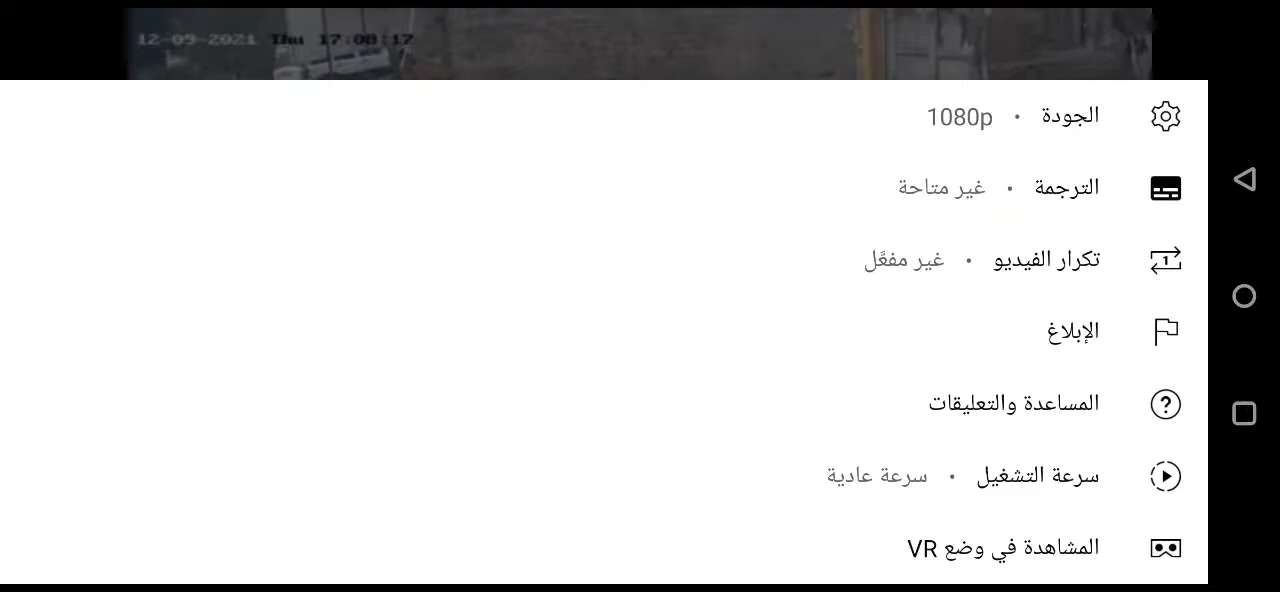 12-09-2021 Thu 17:08:17
الجودة • 1080p
الترجمة • غير متاحة
تكرار الفيديو • غير مفعَّل
الإبلاغ
المساعدة والتعليقات
سرعة التشغيل • سرعة عادية
المشاهدة في وضع VR